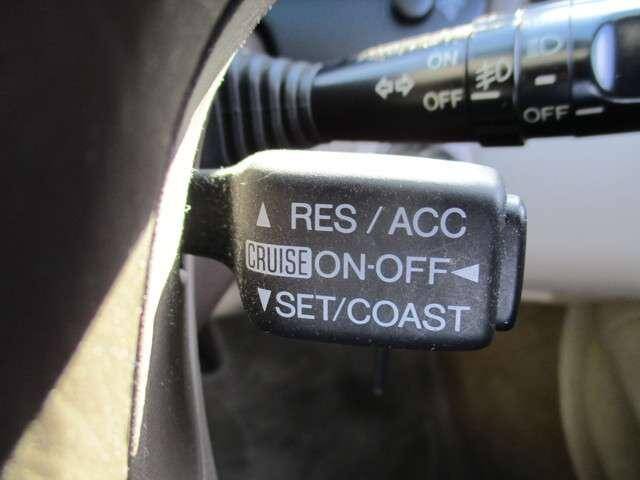 ON
OFF
OFF
RES / ACC
CRUISE ON-OFF
SET/COAST